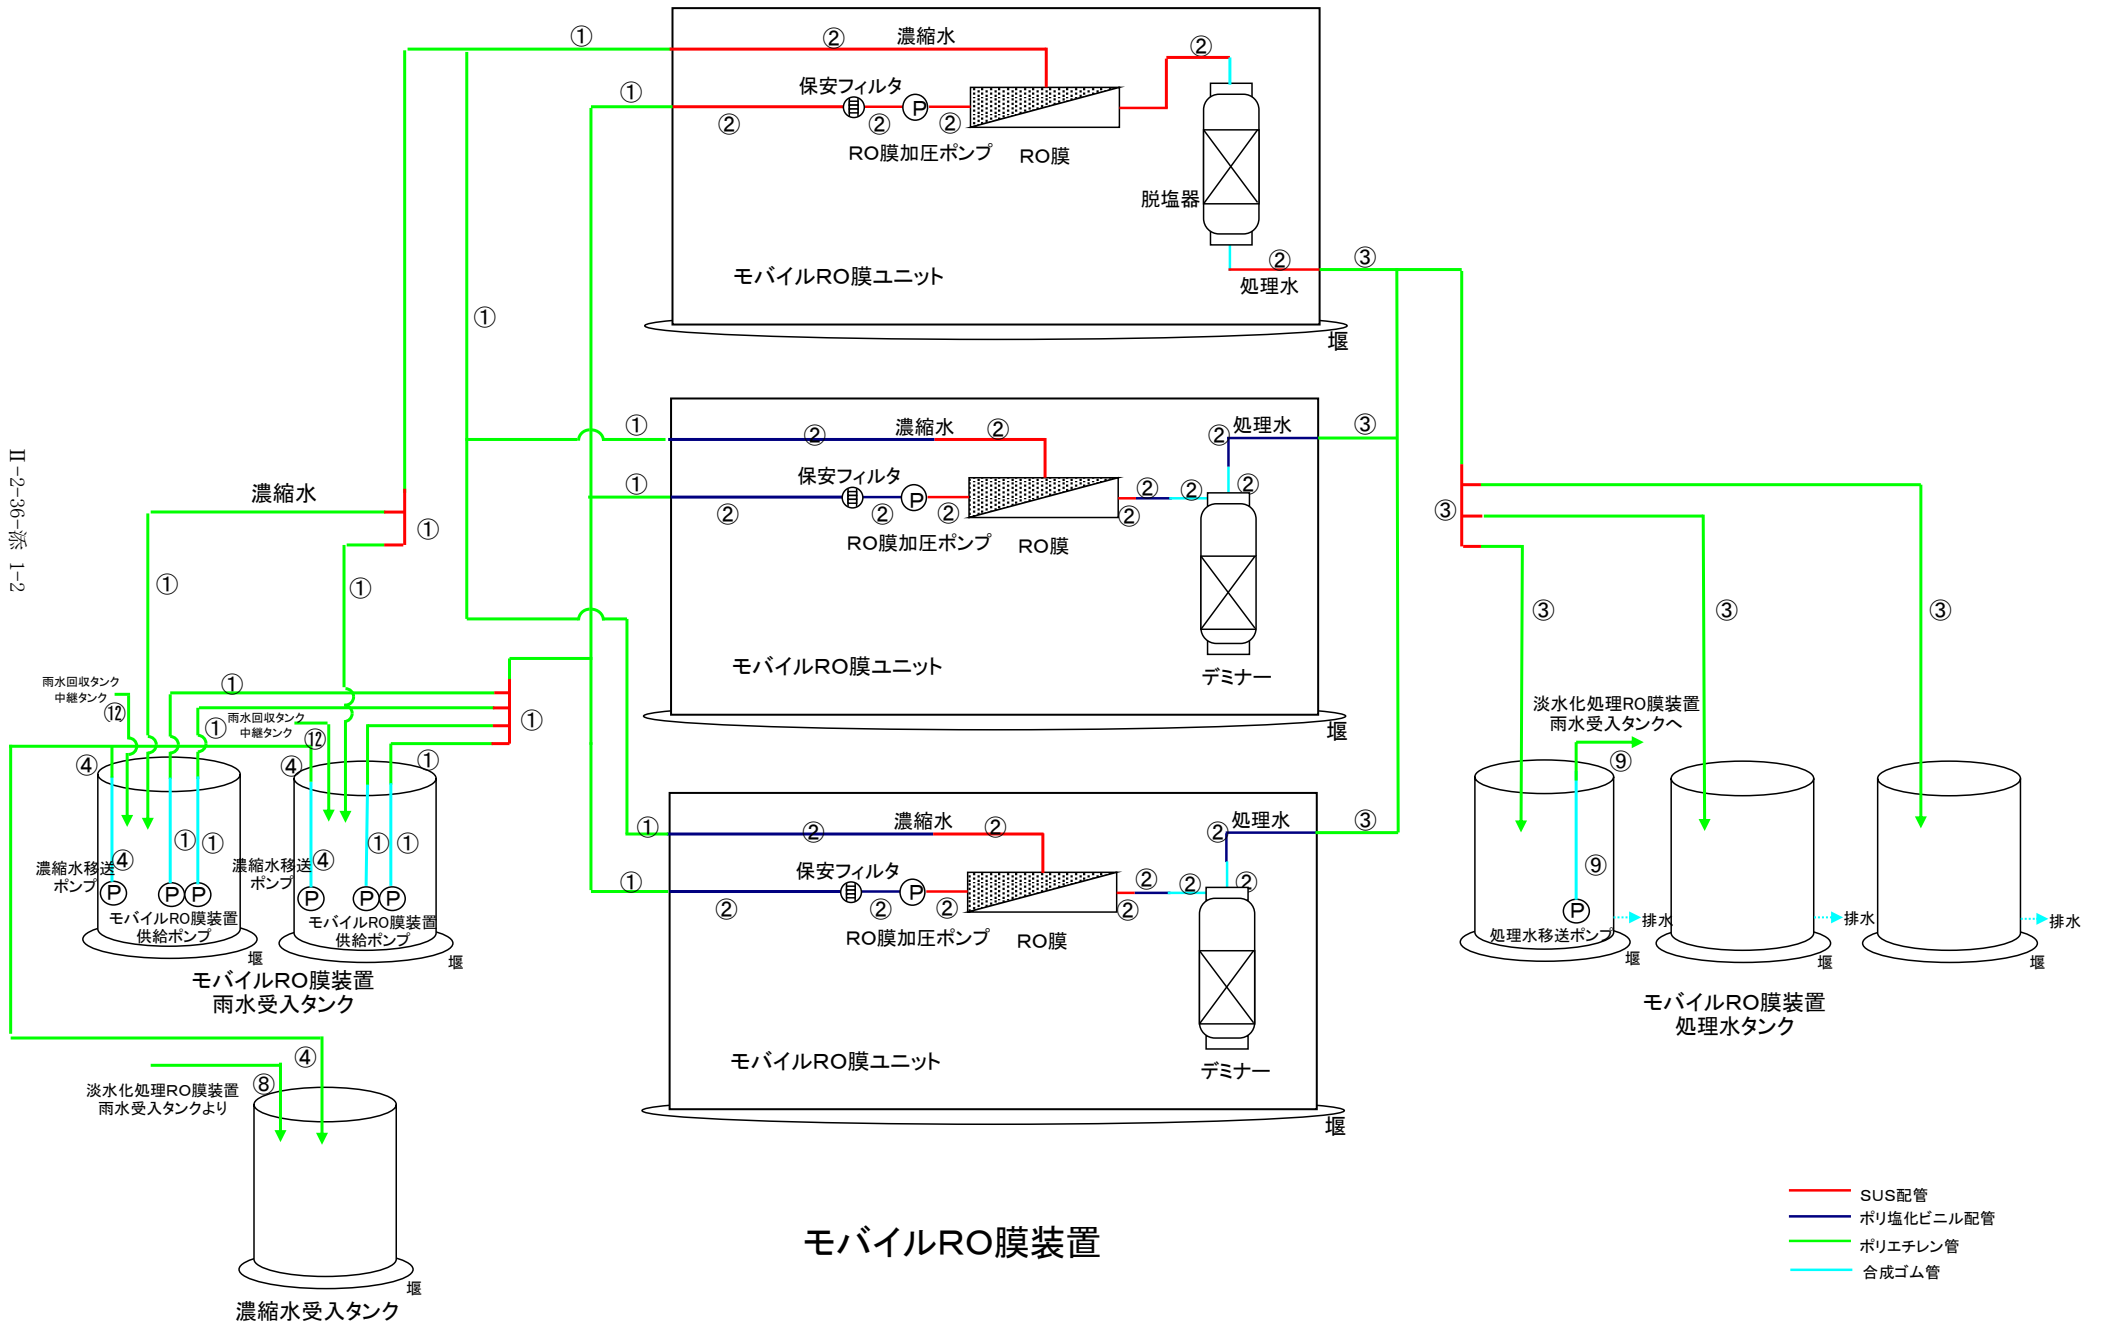 ①
②
濃縮水
②
①
保安フィルタ
P
②
②
②
RO膜加圧ポンプ
RO膜
脱塩器
②
処理水
③
モバイルRO膜ユニット
堰
①
①
②
濃縮水
②
②
処理水
③
①
保安フィルタ
P
②
②
②
②
②
②
②
RO膜加圧ポンプ
RO膜
モバイルRO膜ユニット
デミナー
堰
①
②
濃縮水
②
②
処理水
③
①
保安フィルタ
P
②
②
②
②
②
②
②
RO膜加圧ポンプ
RO膜
モバイルRO膜ユニット
デミナー
堰
Ⅱ-2-36-添 1-2
濃縮水
①
①
①
雨水回収タンク
中継タンク
⑫
①
①
雨水回収タンク
中継タンク
⑫
①
①
④
④
①
①
④
①
①
④
濃縮水移送
ポンプ
P
P
P
モバイルRO膜装置
供給ポンプ
堰
濃縮水移送
ポンプ
P
P
P
モバイルRO膜装置
供給ポンプ
堰
モバイルRO膜装置
雨水受入タンク
④
⑧
淡水化処理RO膜装置
雨水受入タンクより
堰
濃縮水受入タンク
③
③
③
③
淡水化処理RO膜装置
雨水受入タンクへ
⑨
⑨
P
処理水移送ポンプ
排水
排水
排水
堰
堰
堰
モバイルRO膜装置
処理水タンク
モバイルRO膜装置
SUS配管
ポリ塩化ビニル配管
ポリエチレン管
合成ゴム管